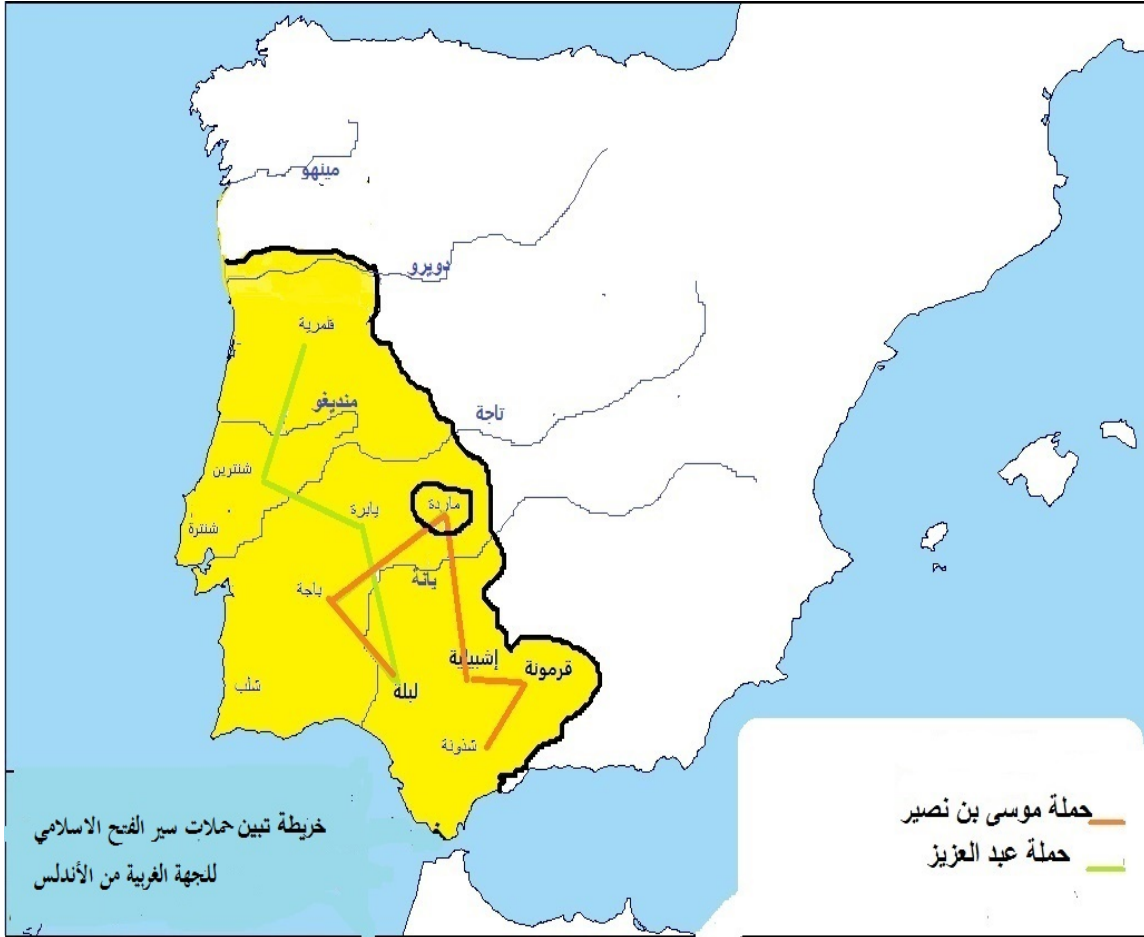 مينهو
دويرو
قلمرية
منديغو
تاجة
شنترين
ماردة
يابرة
شنترة
يانة
باجة
إشبيلية
قرمونة
لبلة
شلب
شذونة
حملة موسى بن نصير
حملة عبد العزيز
خريطة تبين حملات سير الفتح الاسلامي
للجهة الغربية من الأندلس